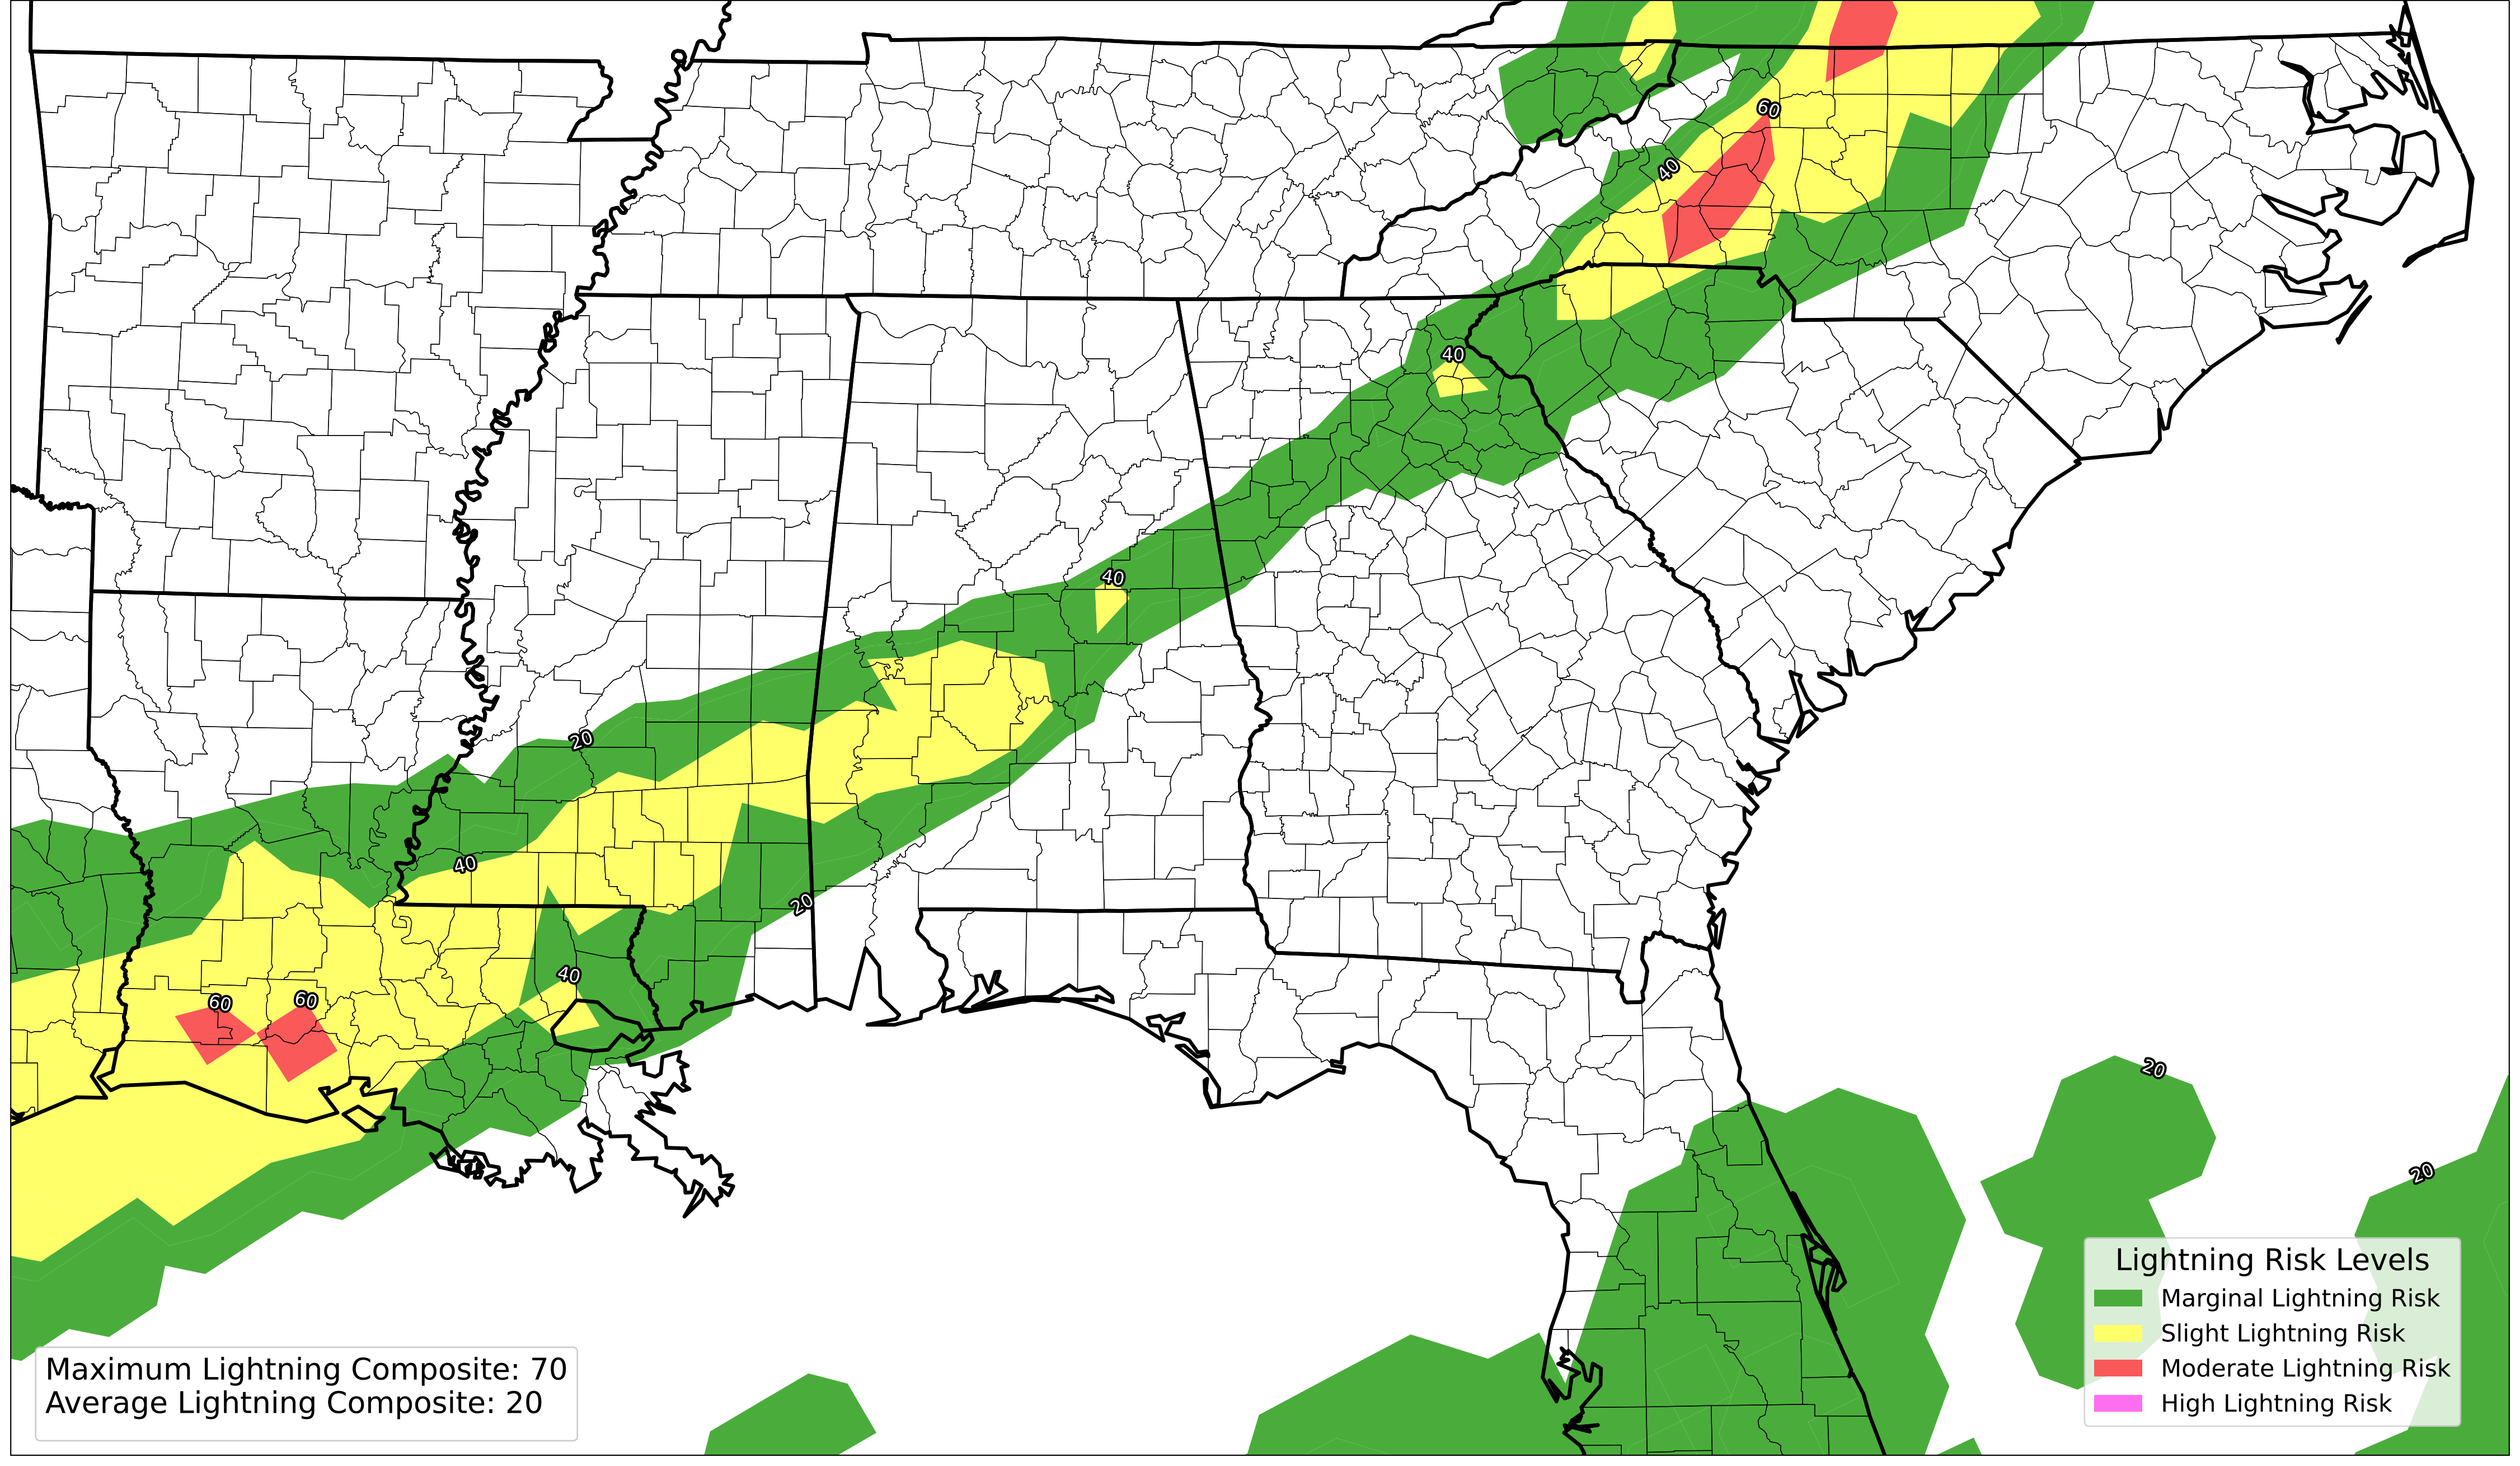 60
40
40
40
20
40
20
40
60
60
20
20
Lightning Risk Levels
Marginal Lightning Risk
Slight Lightning Risk
Moderate Lightning Risk
High Lightning Risk
Maximum Lightning Composite: 70
Average Lightning Composite: 20